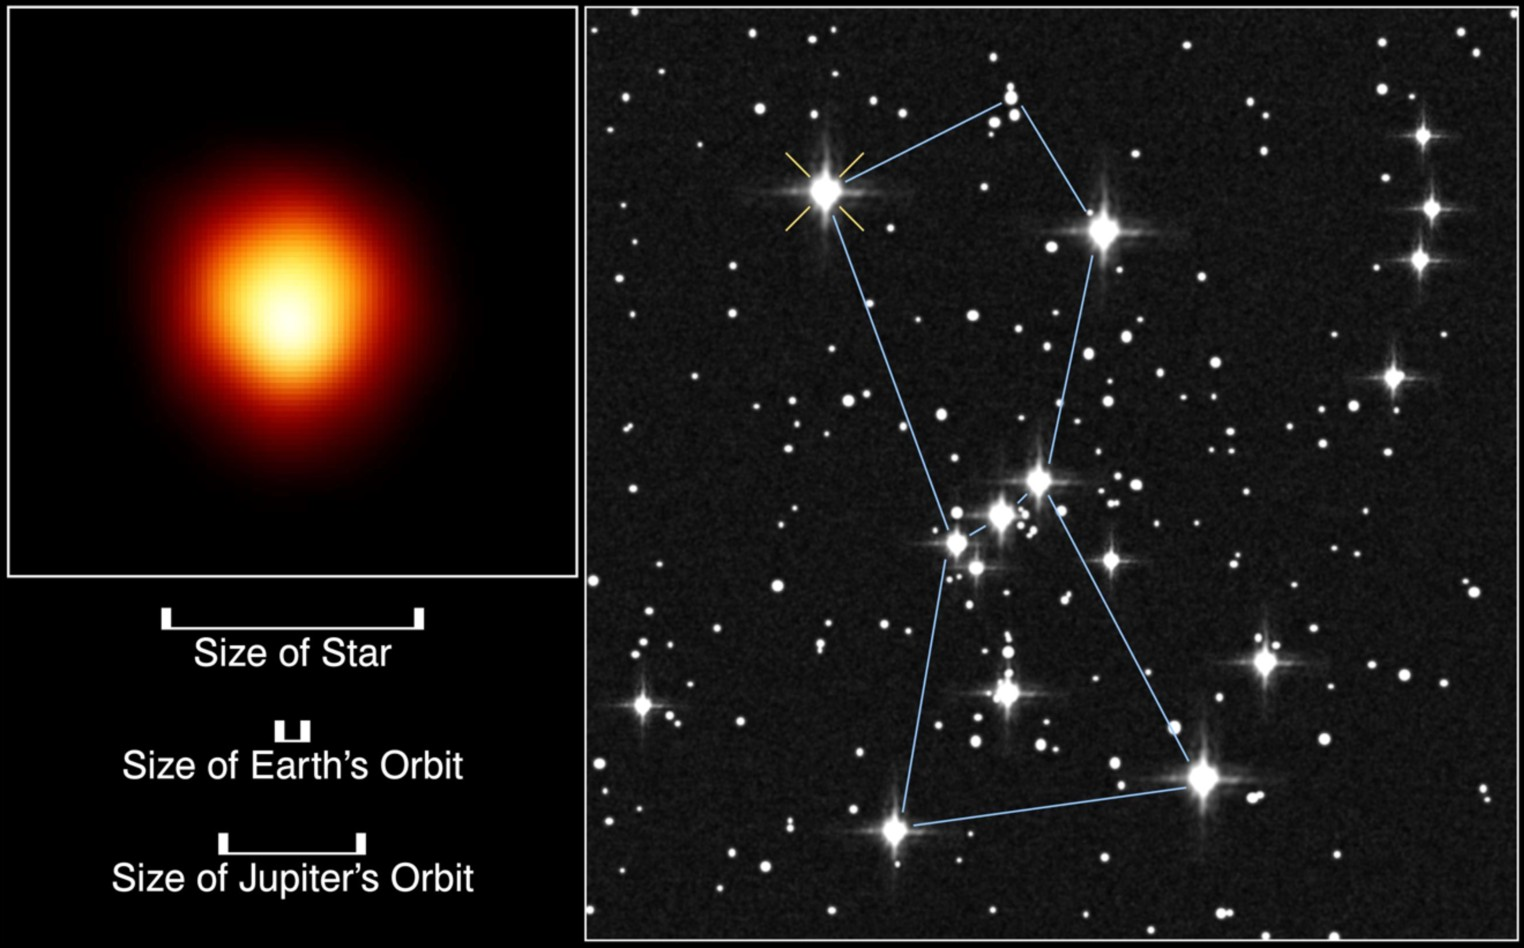 Size of Star
Size of Earth's Orbit
Size of Jupiter's Orbit